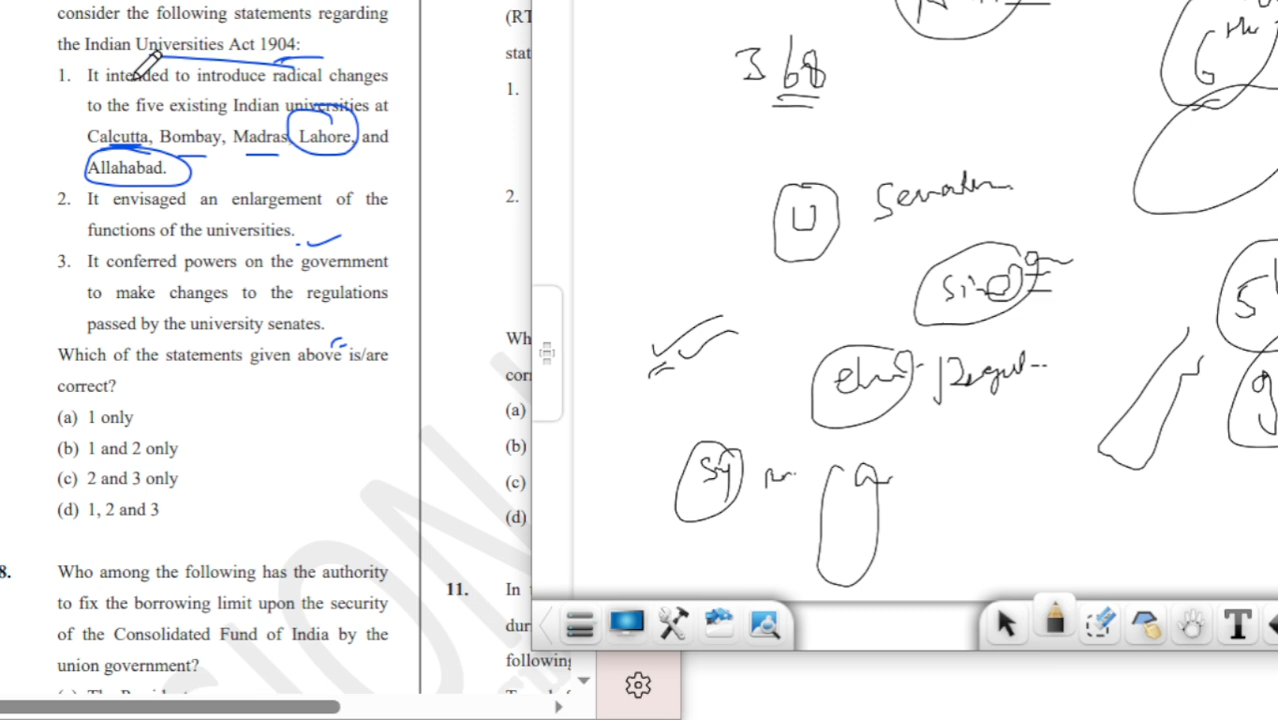 consider the following statements regarding
the Indian Universities Act 1904:
1. It intended to introduce radical changes
to the five existing Indian universities at
Calcutta, Bombay, Madras, Lahore, and
Allahabad.
2. It envisaged an enlargement of the
functions of the universities.
3. It conferred powers on the government
to make changes to the regulations
passed by the university senates.
Which of the statements given above is/are
correct?
(a) 1 only
(b) 1 and 2 only
(c) 2 and 3 only
(d) 1, 2 and 3
8. Who among the following has the authority
to fix the borrowing limit upon the security
of the Consolidated Fund of India by the
union government?
(RT
stat
1.
2.
Wh
(a)
(b)
(c)
(d)
11. In
dur
following
368
U
T